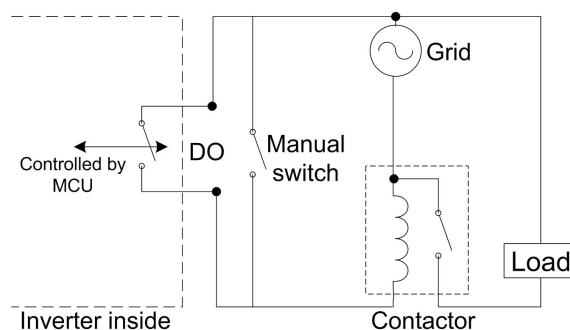 Grid
DO
Controlled by
MCU
Manual
switch
Load
Inverter inside
Contactor